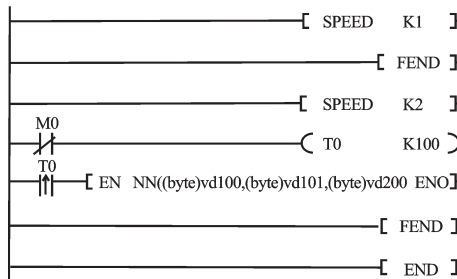 SPEED K1
FEND
SPEED K2
M0
T0 K100
T0
EN NN((byte)vd100,(byte)vd101,(byte)vd200 ENO
FEND
END